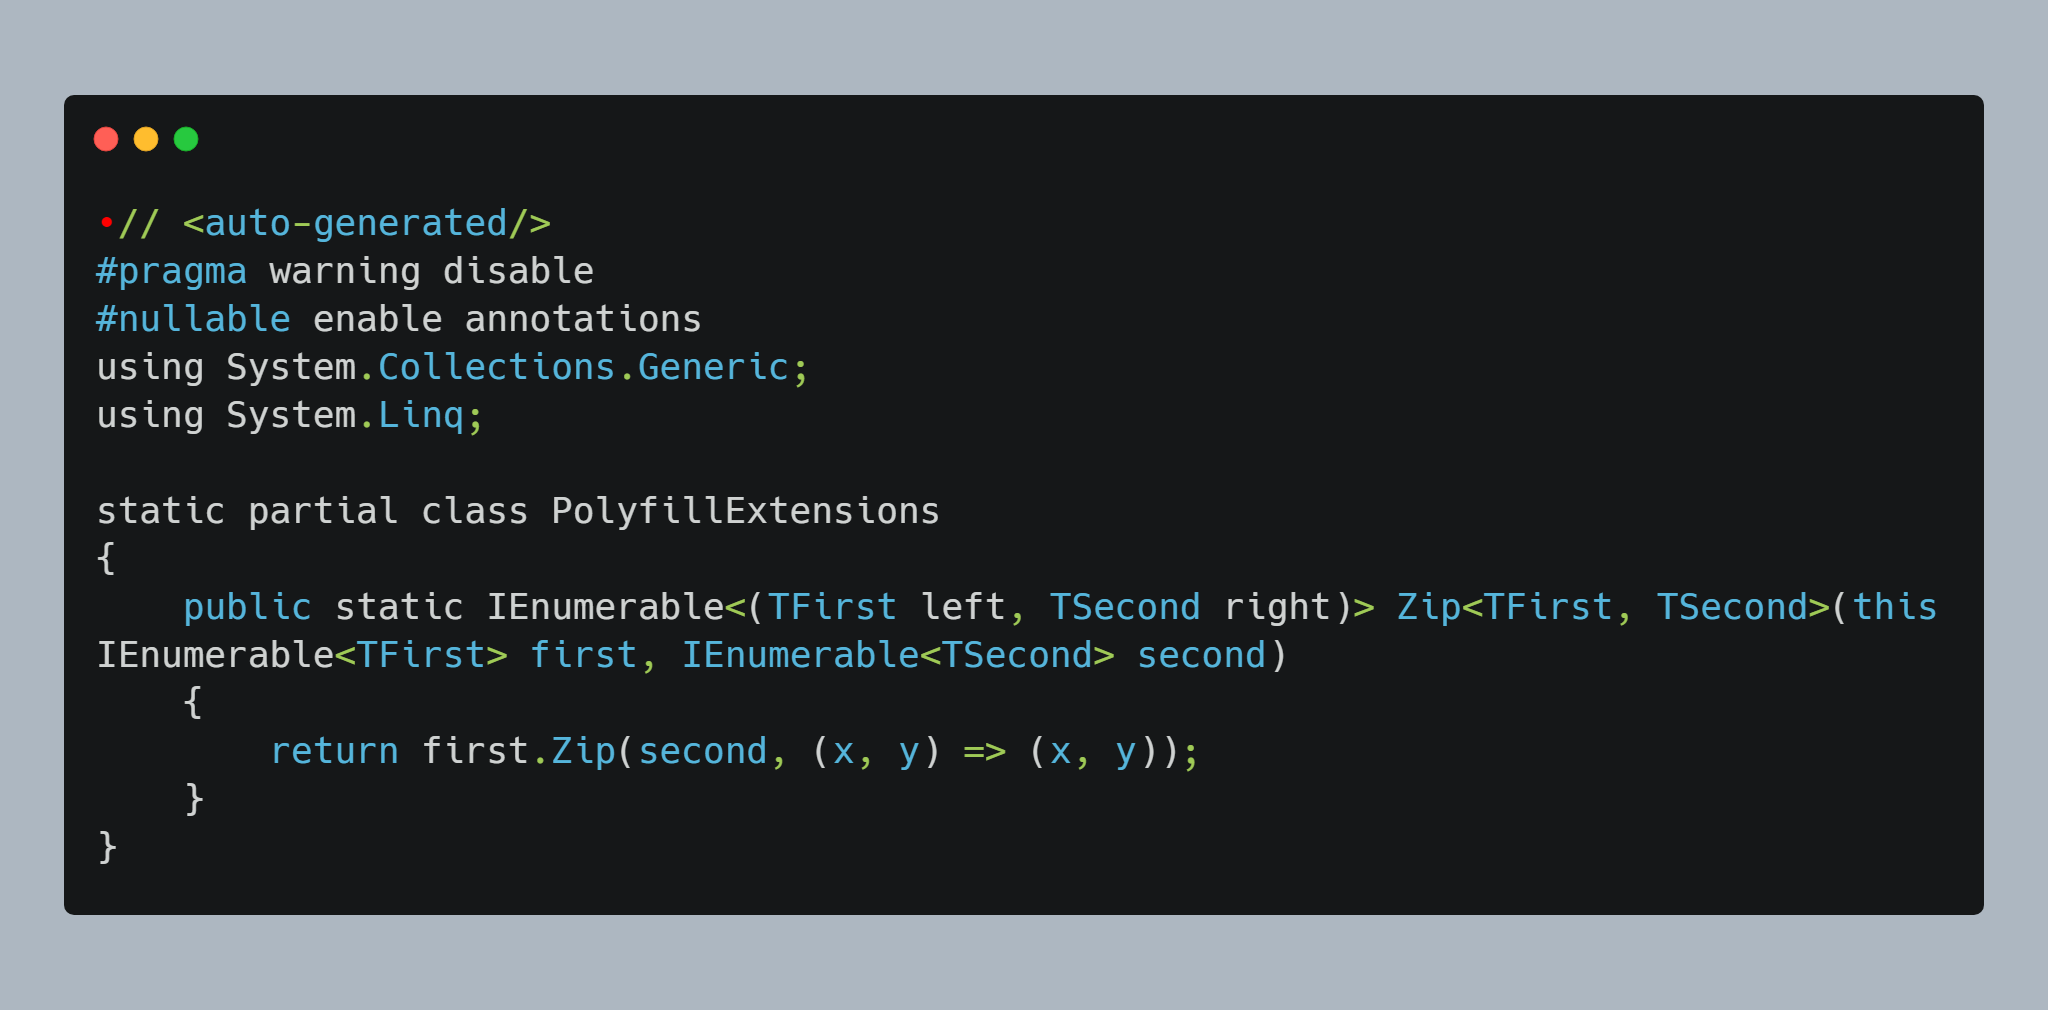 •// <auto-generated/>
#pragma warning disable
#nullable enable annotations
using System.Collections.Generic;
using System.Linq;

static partial class PolyfillExtensions
{
    public static IEnumerable<(TFirst left, TSecond right)> Zip<TFirst, TSecond>(this
IEnumerable<TFirst> first, IEnumerable<TSecond> second)
    {
        return first.Zip(second, (x, y) => (x, y));
    }
}